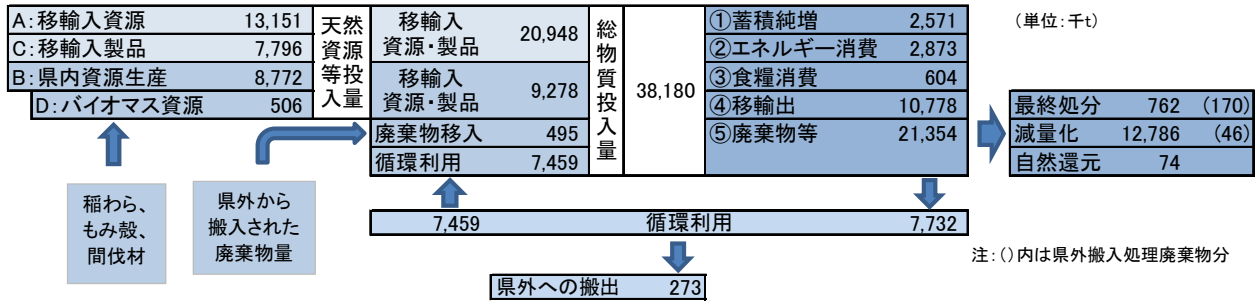 A:移輸入資源 13,151
C:移輸入製品 7,796
B:県内資源生産 8,772
D:バイオマス資源 506
天然
資源
等投
入量
移輸入
資源・製品 20,948
移輸入
資源・製品 9,278
廃棄物移入 495
循環利用 7,459
総
物
質
投
入
量
38,180
①蓄積純増 2,571
②エネルギー消費 2,873
③食糧消費 604
④移輸出 10,778
⑤廃棄物等 21,354
(単位:千t)
最終処分 762 (170)
減量化 12,786 (46)
自然還元 74
稲わら、
もみ殻、
間伐材
県外から
搬入された
廃棄物量
7,459 循環利用 7,732
注:()内は県外搬入処理廃棄物分
県外への搬出 273